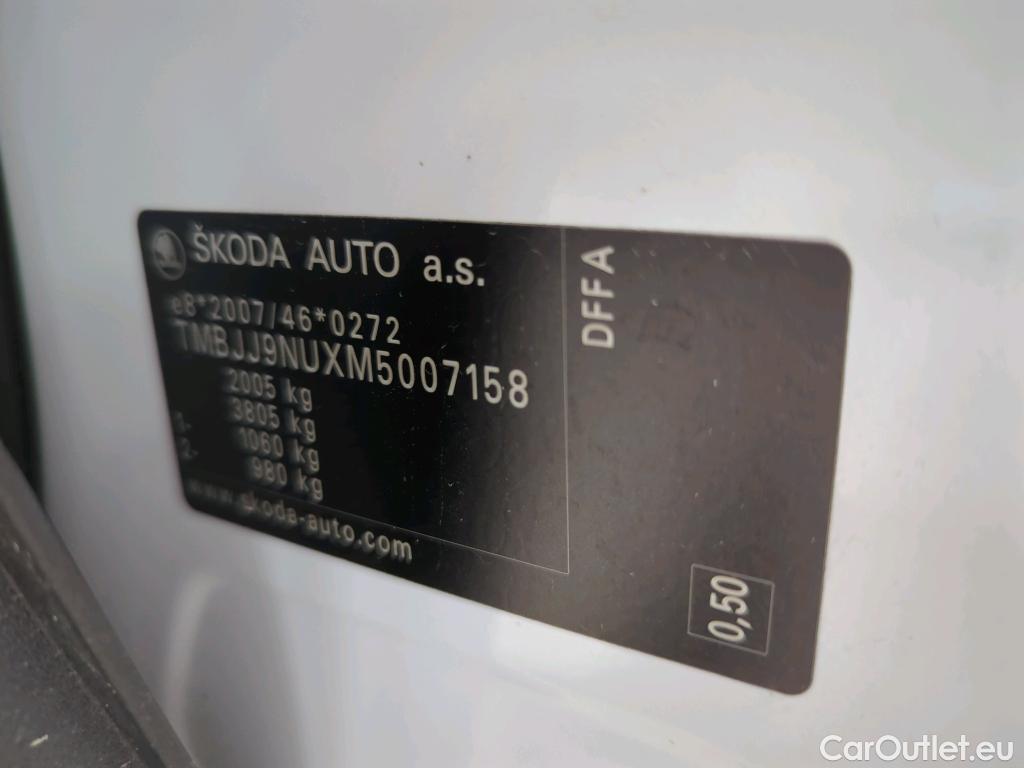 ŠKODA AUTO a.s.
e8*2007/46*0272
TMBJJ9NUXM5007158
2005 kg
3805 kg
1- 1060 kg
2- 980 kg
www.skoda-auto.com
DFFA
0,50
CarOutlet.eu